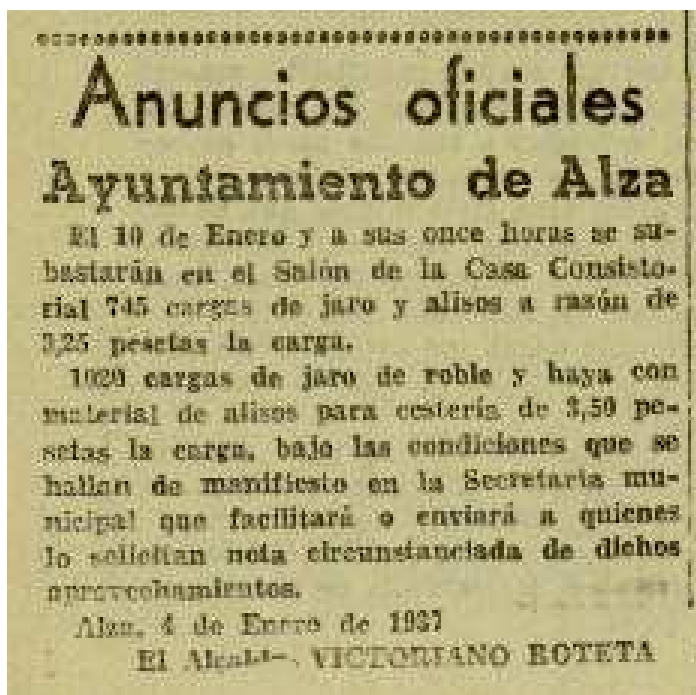 Anuncios oficiales
Ayuntamiento de Alza
El 10 de Enero y a sus once horas se su-
bastarán en el Salón de la Casa Consisto-
rial 745 cargas de jaro y alisos a razón de
3,25 pesetas la carga.
1020 cargas de jaro de roble y haya con
material de alisos para cestería de 3,50 pe-
setas la carga, bajo las condiciones que se
hallan de manifiesto en la Secretaría mu-
nicipal que facilitará o enviará a quienes
lo solicitan nota circunstanciada de dichos
aprovechamientos.
Alza, 4 de Enero de 1937
El Alcalde, VICTORIANO ROTETA